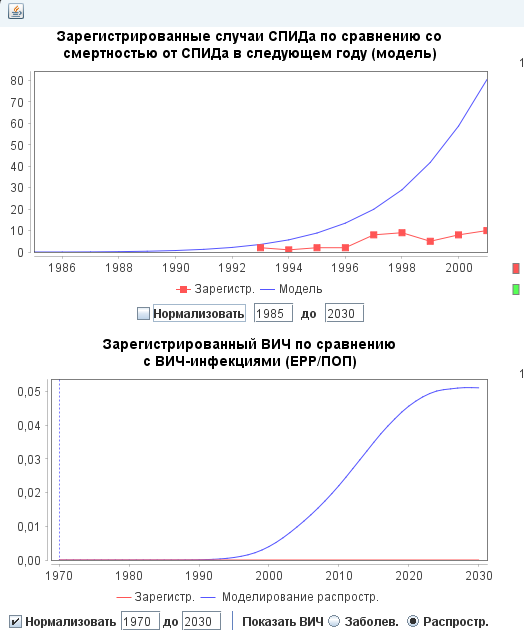 Зарегистрированные случаи СПИДа по сравнению со
смертностью от СПИДа в следующем году (модель)
80
70
60
50
40
30
20
10
0
1986 1988 1990 1992 1994 1996 1998 2000
Зарегистр. Модель
Нормализовать 1985 до 2030
Зарегистрированный ВИЧ по сравнению
с ВИЧ-инфекциями (ЕРР/ПОП)
0,05
0,04
0,03
0,02
0,01
0,00
1970 1980 1990 2000 2010 2020 2030
Зарегистр. Моделирование распростр.
Нормализовать 1970 до 2030 Показать ВИЧ Заболев. Распростр.